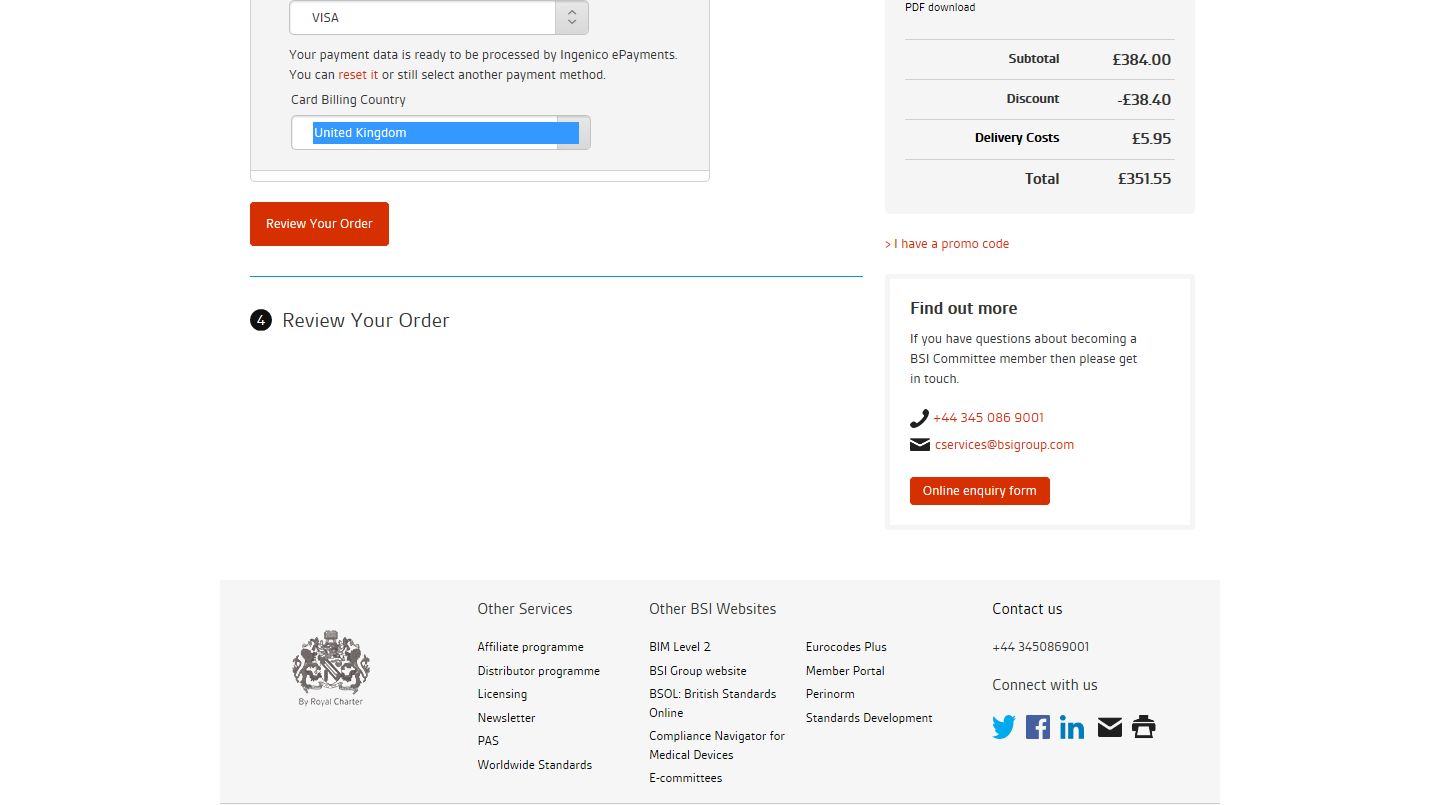 VISA
Your payment data is ready to be processed by Ingenico ePayments.
You can reset it or still select another payment method.
Card Billing Country
United Kingdom
Review Your Order
4 Review Your Order
PDF download
Subtotal £384.00
Discount -£38.40
Delivery Costs £5.95
Total £351.55
> I have a promo code
Find out more
If you have questions about becoming a
BSI Committee member then please get
in touch.
+44 345 086 9001
cservices@bsigroup.com
Online enquiry form
By Royal Charter
Other Services
Affiliate programme
Distributor programme
Licensing
Newsletter
PAS
Worldwide Standards
Other BSI Websites
BIM Level 2
BSI Group website
BSOL: British Standards
Online
Compliance Navigator for
Medical Devices
E-committees
Eurocodes Plus
Member Portal
Perinorm
Standards Development
Contact us
+44 3450869001
Connect with us